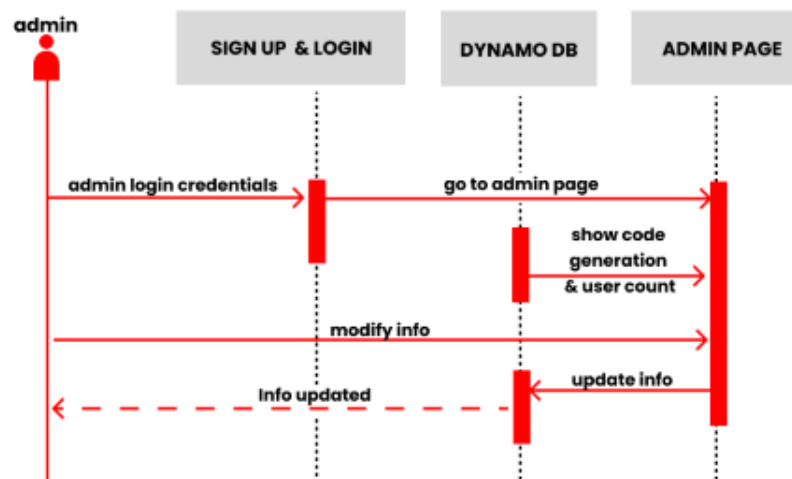 admin
SIGN UP & LOGIN
DYNAMO DB
ADMIN PAGE
admin login credentials
go to admin page
show code
generation
& user count
modify info
update info
Info updated